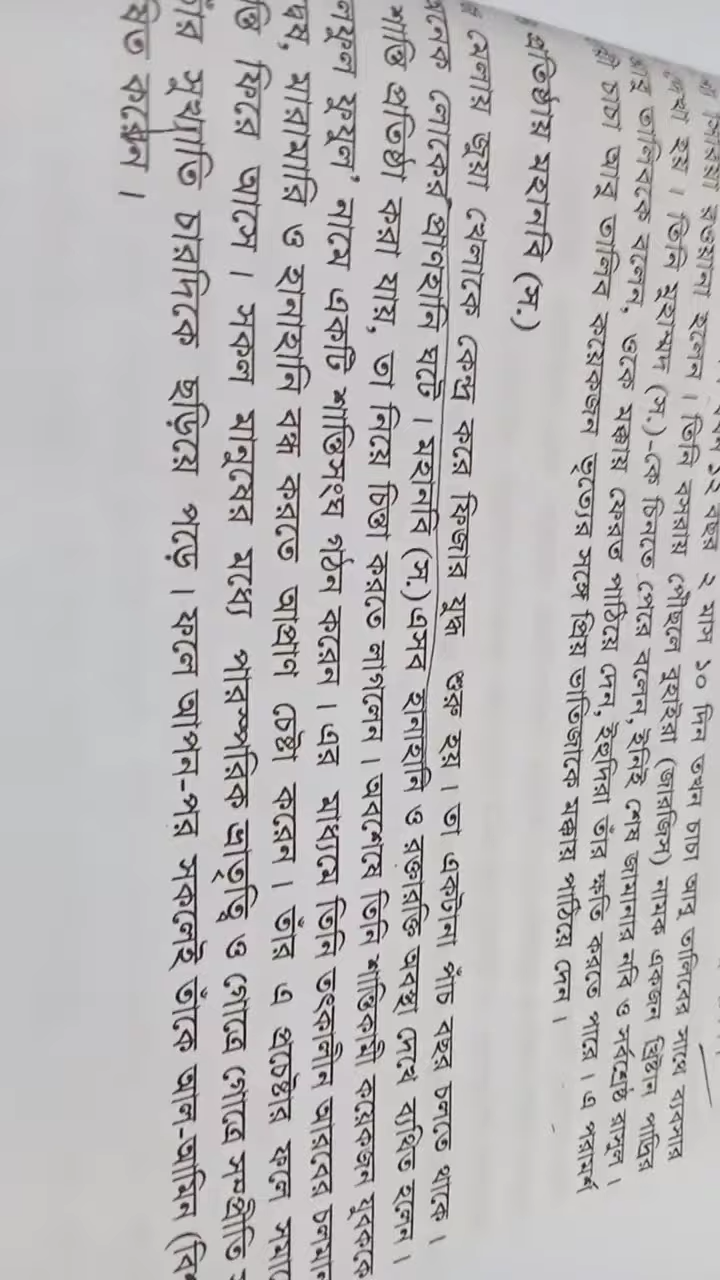 ১২ বছর ২ মাস ১০ দিন তখন চাচা আবু তালিবের সাথে ব্যবসার
সিরিয়া রওয়ানা হলেন। তিনি বসরায় পৌঁছলে বুহাইরা (জারজিস) নামক একজন খ্রিষ্টান পাদ্রির
হয়। তিনি মুহাম্মদ (স.)-কে চিনতে পেরে বলেন, ইনিই শেষ জামানার নবি ও সর্বশ্রেষ্ঠ রাসুল।
আবু তালিবকে বলেন, ওকে মক্কায় ফেরত পাঠিয়ে দেন, ইহুদিরা তাঁর ক্ষতি করতে পারে। এ পরামর্শ
চাচা আবু তালিব কয়েকজন ভৃত্যের সঙ্গে প্রিয় ভাতিজাকে মক্কায় পাঠিয়ে দেন।
প্রতিষ্ঠায় মহানবি (স.)
মেলায় জুয়া খেলাকে কেন্দ্র করে ফিজার যুদ্ধ শুরু হয়। তা একটানা পাঁচ বছর চলতে থাকে।
অনেক লোকের প্রাণহানি ঘটে। মহানবি (স.) এসব হানাহানি ও রক্তারক্তি অবস্থা দেখে ব্যথিত হলেন।
শান্তি প্রতিষ্ঠা করা যায়, তা নিয়ে চিন্তা করতে লাগলেন। অবশেষে তিনি শান্তিকামী কয়েকজন যুবককে
ফুযুল’ নামে একটি শান্তিসংঘ গঠন করেন। এর মাধ্যমে তিনি তৎকালীন আরবের চলমান
মারামারি ও হানাহানি বন্ধ করতে আপ্রাণ চেষ্টা করেন। তাঁর এ প্রচেষ্টার ফলে
ফিরে আসে। সকল মানুষের মধ্যে পারস্পরিক ভ্রাতৃত্ব ও গোত্রে গোত্রে সম্প্রীতি
সুখ্যাতি চারদিকে ছড়িয়ে পড়ে। ফলে আপন-পর সকলেই তাঁকে আল-আমিন
করেন।